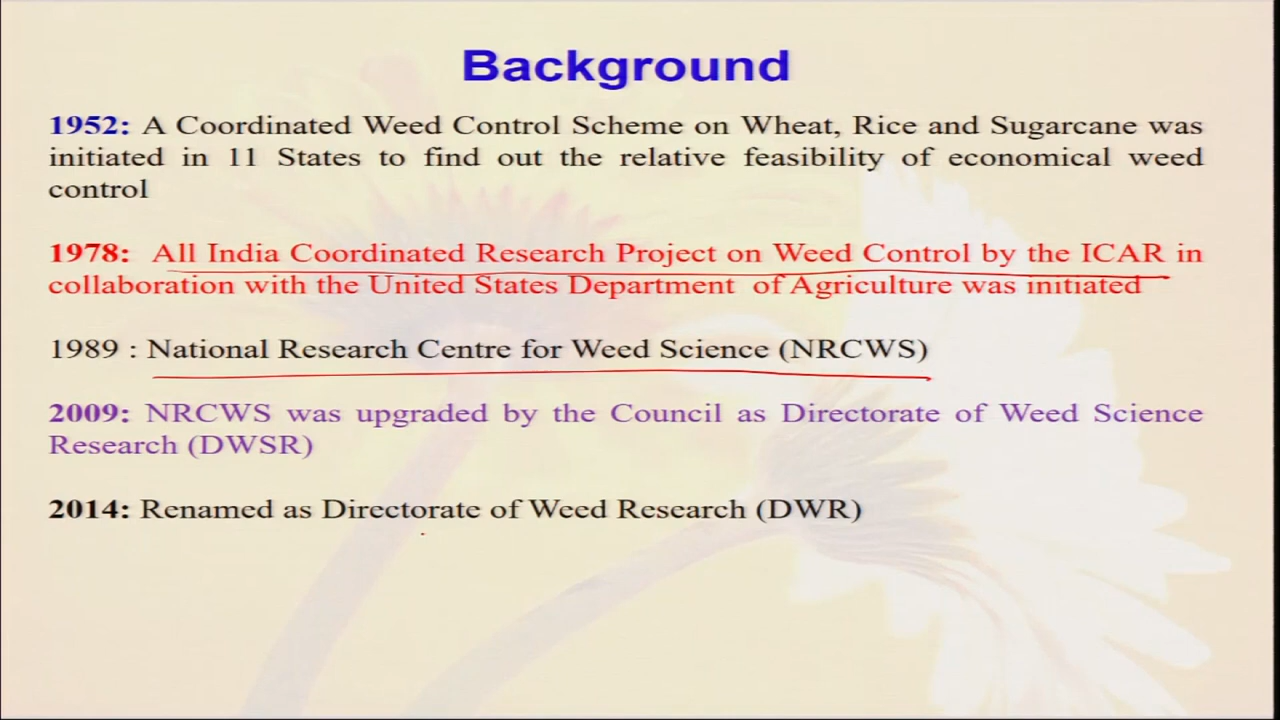 Background
1952: A Coordinated Weed Control Scheme on Wheat, Rice and Sugarcane was
initiated in 11 States to find out the relative feasibility of economical weed
control
1978: All India Coordinated Research Project on Weed Control by the ICAR in
collaboration with the United States Department of Agriculture was initiated
1989 : National Research Centre for Weed Science (NRCWS)
2009: NRCWS was upgraded by the Council as Directorate of Weed Science
Research (DWSR)
2014: Renamed as Directorate of Weed Research (DWR)